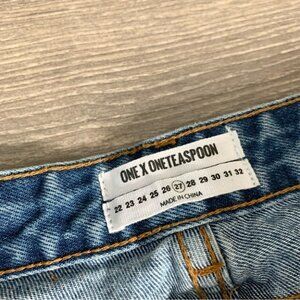 ONE X ONETEASPOON
22 23 24 25 26 27 28 29 30 31 32
MADE IN CHINA